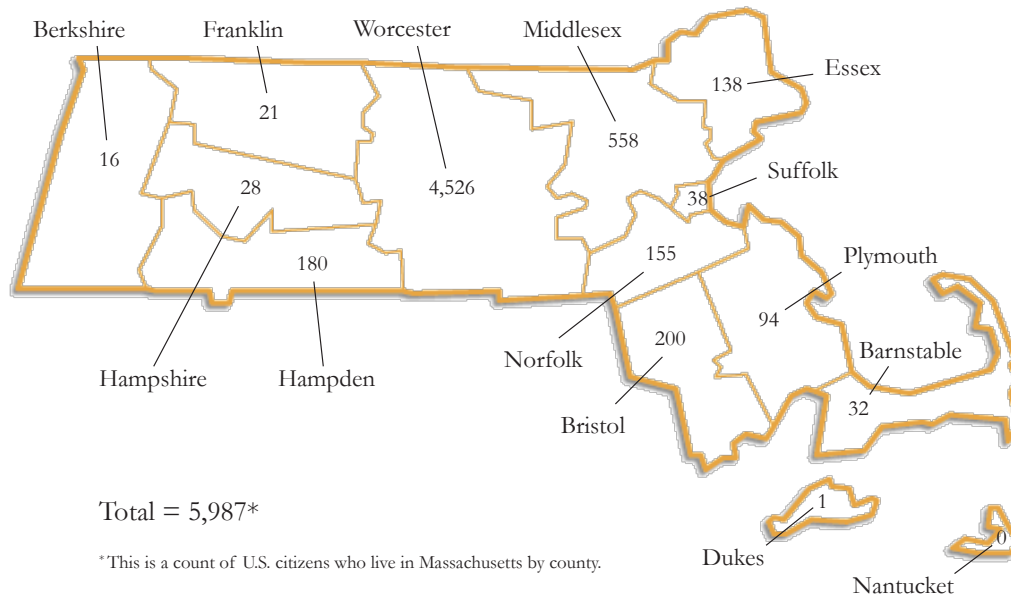 Berkshire Franklin Worcester Middlesex
Essex
138
21
558
16
4,526
Suffolk
28
38
155
Plymouth
180
94
200
Barnstable
Norfolk
Hampshire Hampden
32
Bristol
1
Total = 5,987*
0
Dukes
*This is a count of U.S. citizens who live in Massachusetts by county.
Nantucket